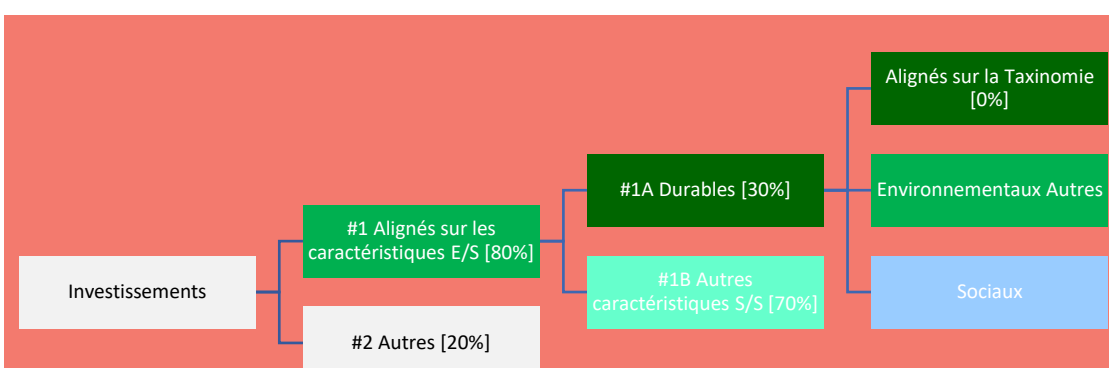 Alignés sur la Taxinomie
[0%]
#1A Durables [30%]
Environnementaux Autres
#1 Alignés sur les
caractéristiques E/S [80%]
Investissements
#1B Autres
caractéristiques S/S [70%]
Sociaux
#2 Autres [20%]